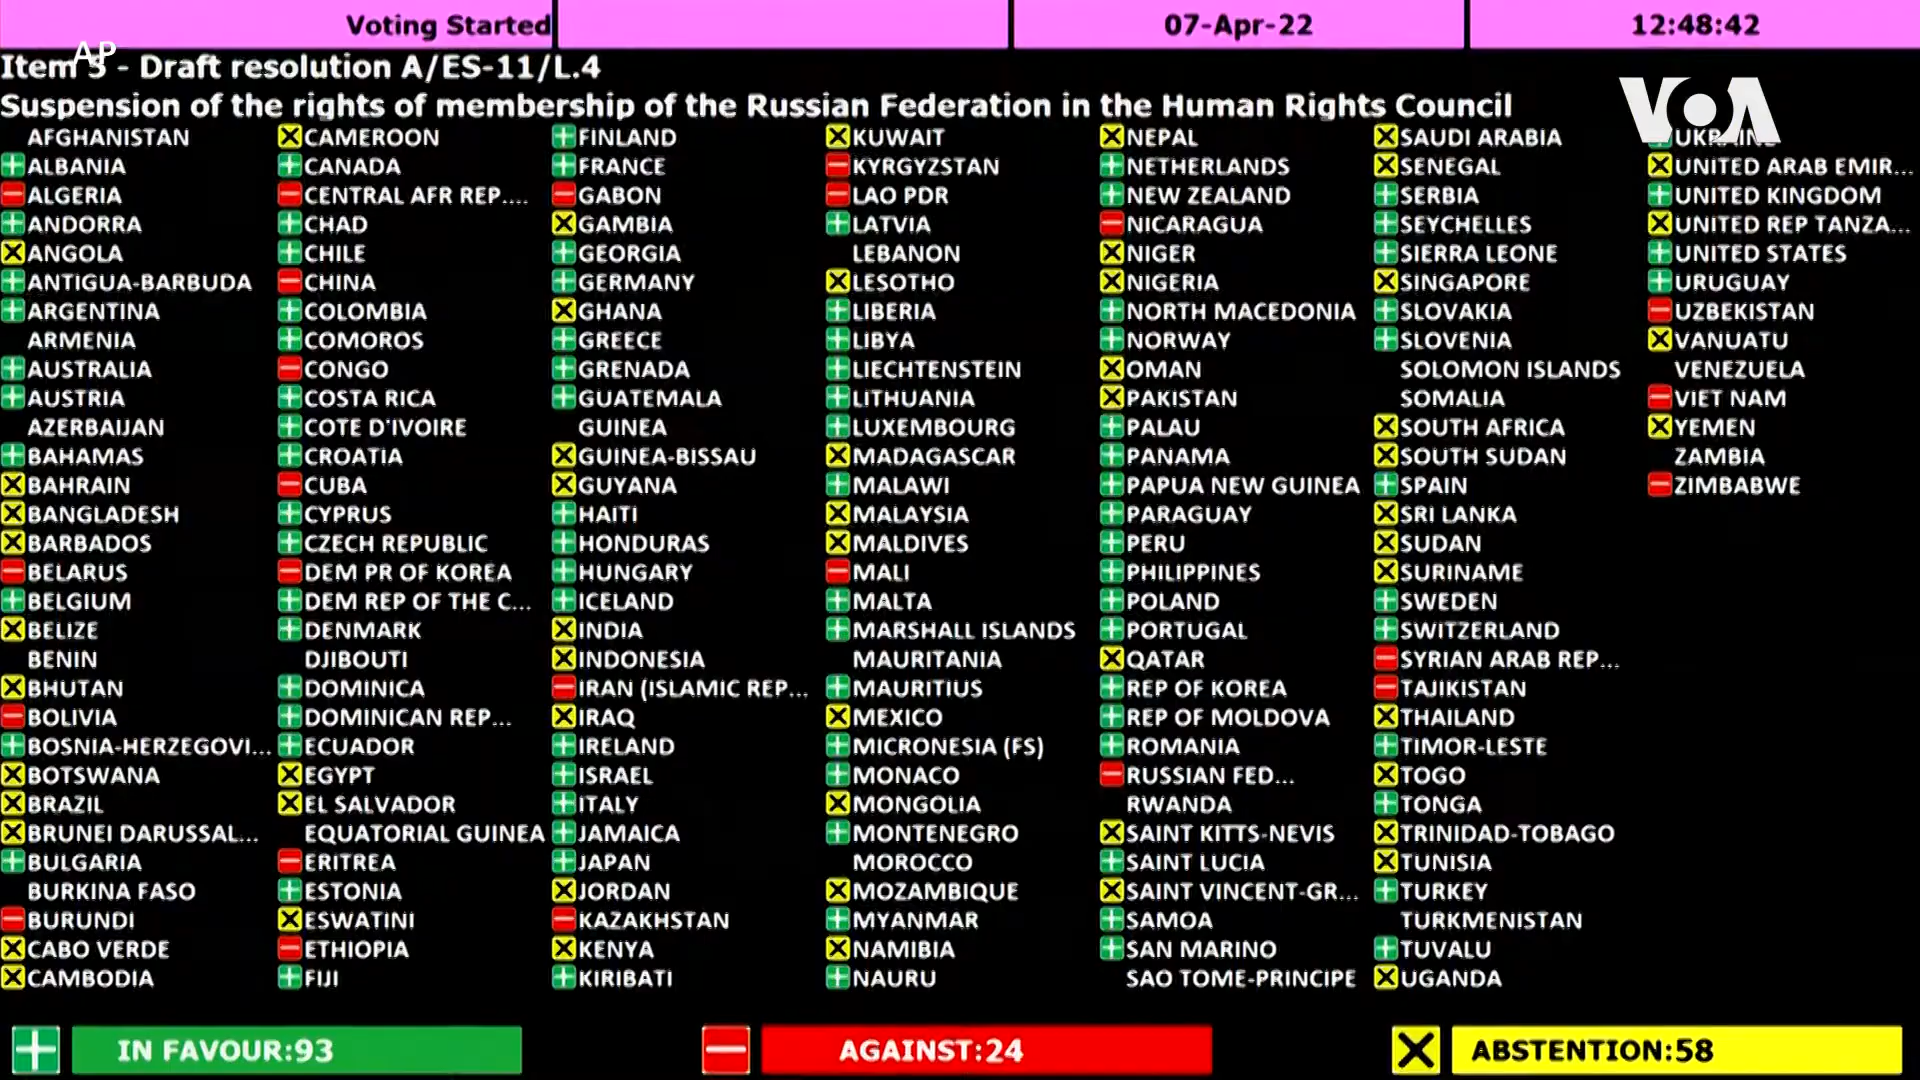 Voting Started 07-Apr-22 12:48:42
AP
Item 3 - Draft resolution A/ES-11/L.4
Suspension of the rights of membership of the Russian Federation in the Human Rights Council
VOA
AFGHANISTAN
ALBANIA
ALGERIA
ANDORRA
ANGOLA
ANTIGUA-BARBUDA
ARGENTINA
ARMENIA
AUSTRALIA
AUSTRIA
AZERBAIJAN
BAHAMAS
BAHRAIN
BANGLADESH
BARBADOS
BELARUS
BELGIUM
BELIZE
BENIN
BHUTAN
BOLIVIA
BOSNIA-HERZEGOVI...
BOTSWANA
BRAZIL
BRUNEI DARUSSAL...
BULGARIA
BURKINA FASO
BURUNDI
CABO VERDE
CAMBODIA
CAMEROON
CANADA
CENTRAL AFR REP....
CHAD
CHILE
CHINA
COLOMBIA
COMOROS
CONGO
COSTA RICA
COTE D'IVOIRE
CROATIA
CUBA
CYPRUS
CZECH REPUBLIC
DEM PR OF KOREA
DEM REP OF THE C...
DENMARK
DJIBOUTI
DOMINICA
DOMINICAN REP...
ECUADOR
EGYPT
EL SALVADOR
EQUATORIAL GUINEA
ERITREA
ESTONIA
ESWATINI
ETHIOPIA
FIJI
FINLAND
FRANCE
GABON
GAMBIA
GEORGIA
GERMANY
GHANA
GREECE
GRENADA
GUATEMALA
GUINEA
GUINEA-BISSAU
GUYANA
HAITI
HONDURAS
HUNGARY
ICELAND
INDIA
INDONESIA
IRAN (ISLAMIC REP...
IRAQ
IRELAND
ISRAEL
ITALY
JAMAICA
JAPAN
JORDAN
KAZAKHSTAN
KENYA
KIRIBATI
KUWAIT
KYRGYZSTAN
LAO PDR
LATVIA
LEBANON
LESOTHO
LIBERIA
LIBYA
LIECHTENSTEIN
LITHUANIA
LUXEMBOURG
MADAGASCAR
MALAWI
MALAYSIA
MALDIVES
MALI
MALTA
MARSHALL ISLANDS
MAURITANIA
MAURITIUS
MEXICO
MICRONESIA (FS)
MONACO
MONGOLIA
MONTENEGRO
MOROCCO
MOZAMBIQUE
MYANMAR
NAMIBIA
NAURU
NEPAL
NETHERLANDS
NEW ZEALAND
NICARAGUA
NIGER
NIGERIA
NORTH MACEDONIA
NORWAY
OMAN
PAKISTAN
PALAU
PANAMA
PAPUA NEW GUINEA
PARAGUAY
PERU
PHILIPPINES
POLAND
PORTUGAL
QATAR
REP OF KOREA
REP OF MOLDOVA
ROMANIA
RUSSIAN FED...
RWANDA
SAINT KITTS-NEVIS
SAINT LUCIA
SAINT VINCENT-GR...
SAMOA
SAN MARINO
SAO TOME-PRINCIPE
SAUDI ARABIA
SENEGAL
SERBIA
SEYCHELLES
SIERRA LEONE
SINGAPORE
SLOVAKIA
SLOVENIA
SOLOMON ISLANDS
SOMALIA
SOUTH AFRICA
SOUTH SUDAN
SPAIN
SRI LANKA
SUDAN
SURINAME
SWEDEN
SWITZERLAND
SYRIAN ARAB REP...
TAJIKISTAN
THAILAND
TIMOR-LESTE
TOGO
TONGA
TRINIDAD-TOBAGO
TUNISIA
TURKEY
TURKMENISTAN
TUVALU
UGANDA
UKRAINE
UNITED ARAB EMIR...
UNITED KINGDOM
UNITED REP TANZA...
UNITED STATES
URUGUAY
UZBEKISTAN
VANUATU
VENEZUELA
VIET NAM
YEMEN
ZAMBIA
ZIMBABWE
IN FAVOUR:93 AGAINST:24 ABSTENTION:58